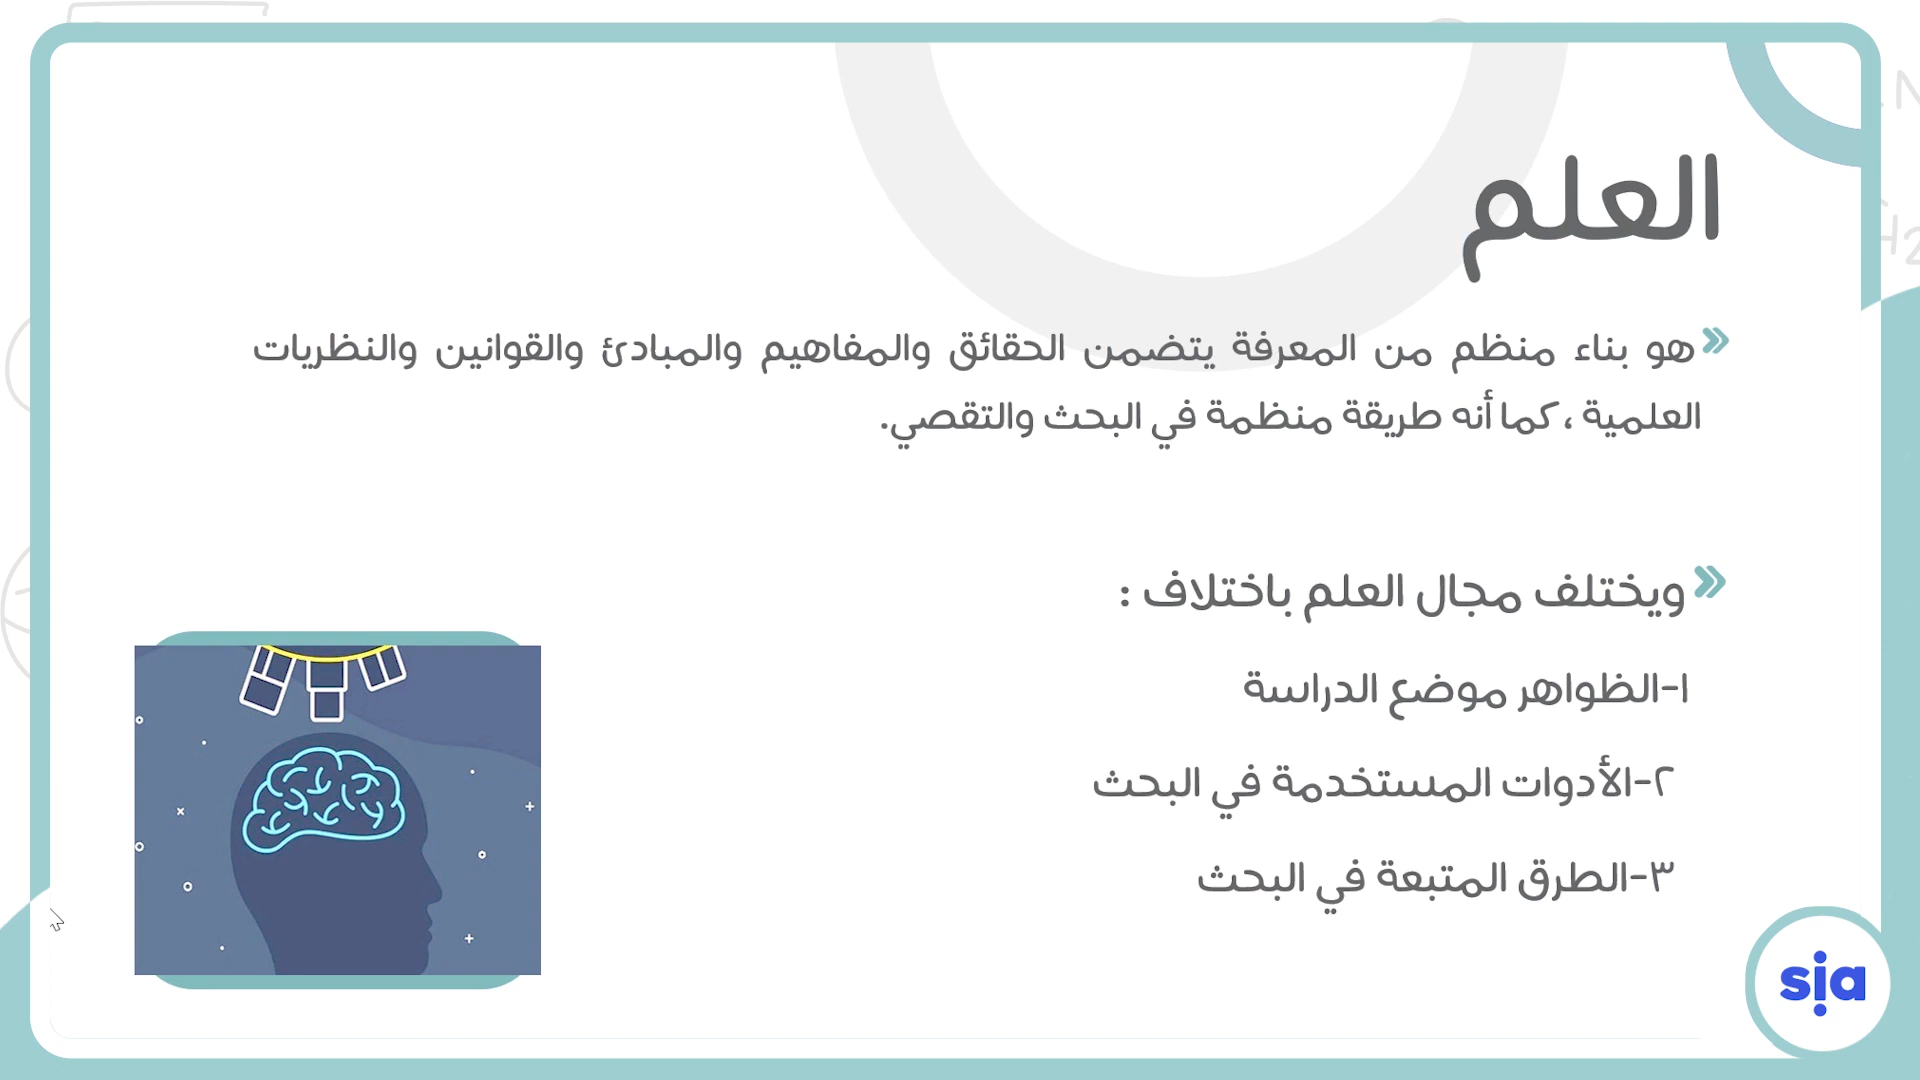 العلم
هو بناء منظم من المعرفة يتضمن الحقائق والمفاهيم والمبادئ والقوانين والنظريات
العلمية ، كما أنه طريقة منظمة في البحث والتقصي.
ويختلف مجال العلم باختلاف :
١-الظواهر موضع الدراسة
٢-الأدوات المستخدمة في البحث
٣-الطرق المتبعة في البحث
sia